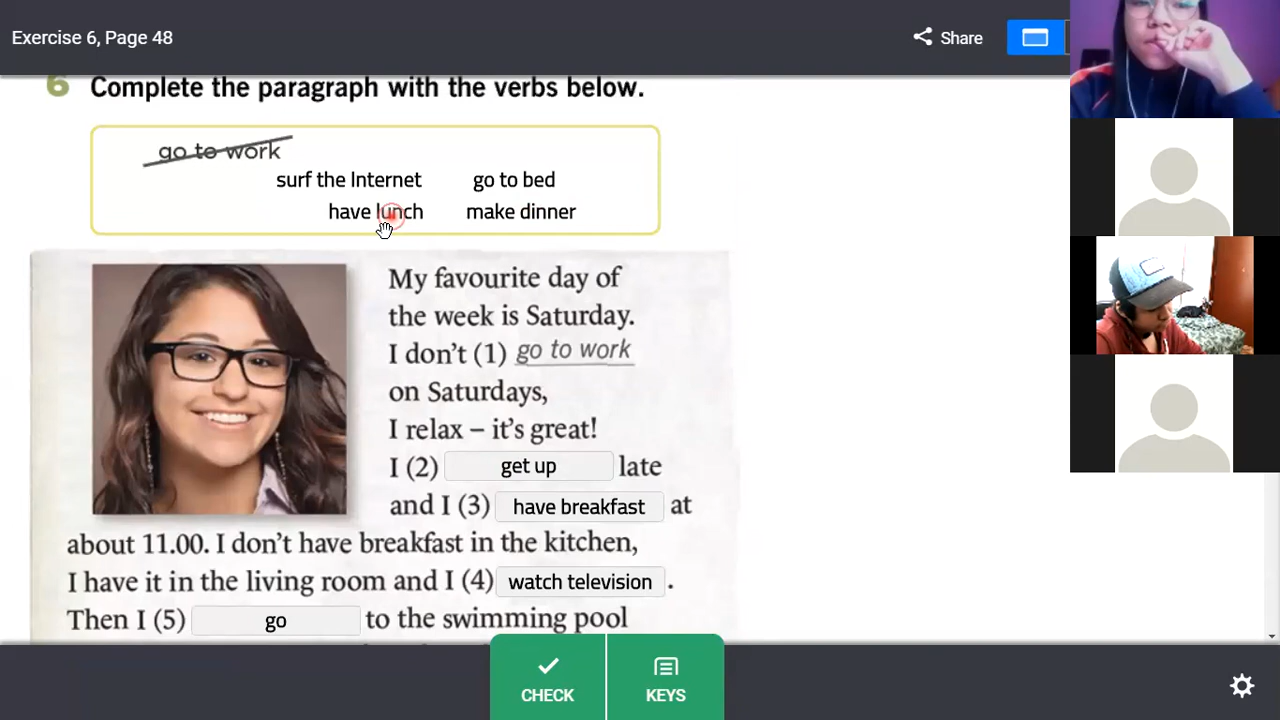 Exercise 6, Page 48
Share
6 Complete the paragraph with the verbs below.
go to work
surf the Internet go to bed
have lunch make dinner
My favourite day of
the week is Saturday.
I don't (1) go to work
on Saturdays,
I relax – it's great!
I (2) get up late
and I (3) have breakfast at
about 11.00. I don't have breakfast in the kitchen,
I have it in the living room and I (4) watch television .
Then I (5) go to the swimming pool
CHECK
KEYS